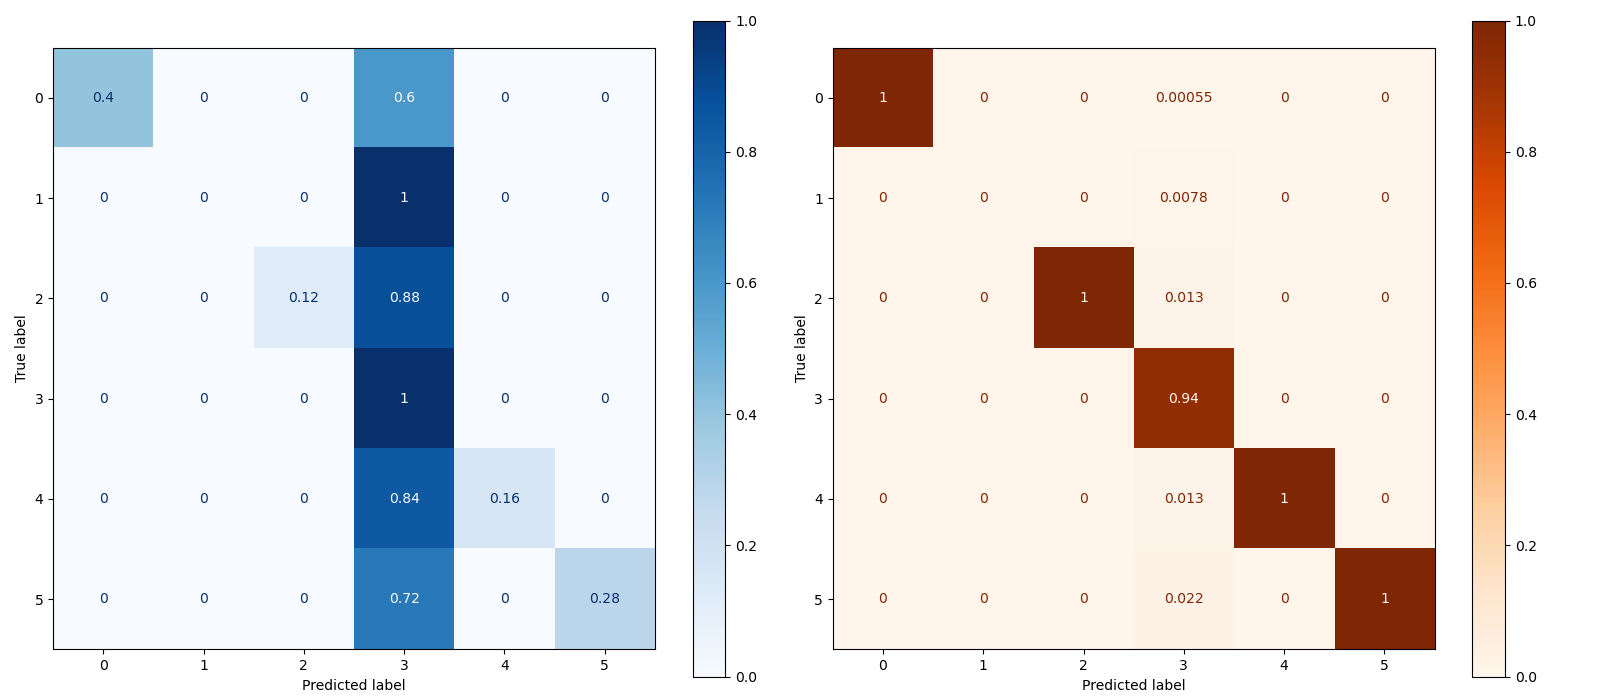 1.0
0.8
0.6
0.4
0.2
0.0
0 0.4 0 0 0.6 0 0
1 0 0 0 1 0 0
2 0 0 0.12 0.88 0 0
3 0 0 0 1 0 0
4 0 0 0 0.84 0.16 0
5 0 0 0 0.72 0 0.28
0 1 2 3 4 5
True label
Predicted label
1.0
0.8
0.6
0.4
0.2
0.0
0 1 0 0 0.00055 0 0
1 0 0 0 0.0078 0 0
2 0 0 1 0.013 0 0
3 0 0 0 0.94 0 0
4 0 0 0 0.013 1 0
5 0 0 0 0.022 0 1
0 1 2 3 4 5
True label
Predicted label